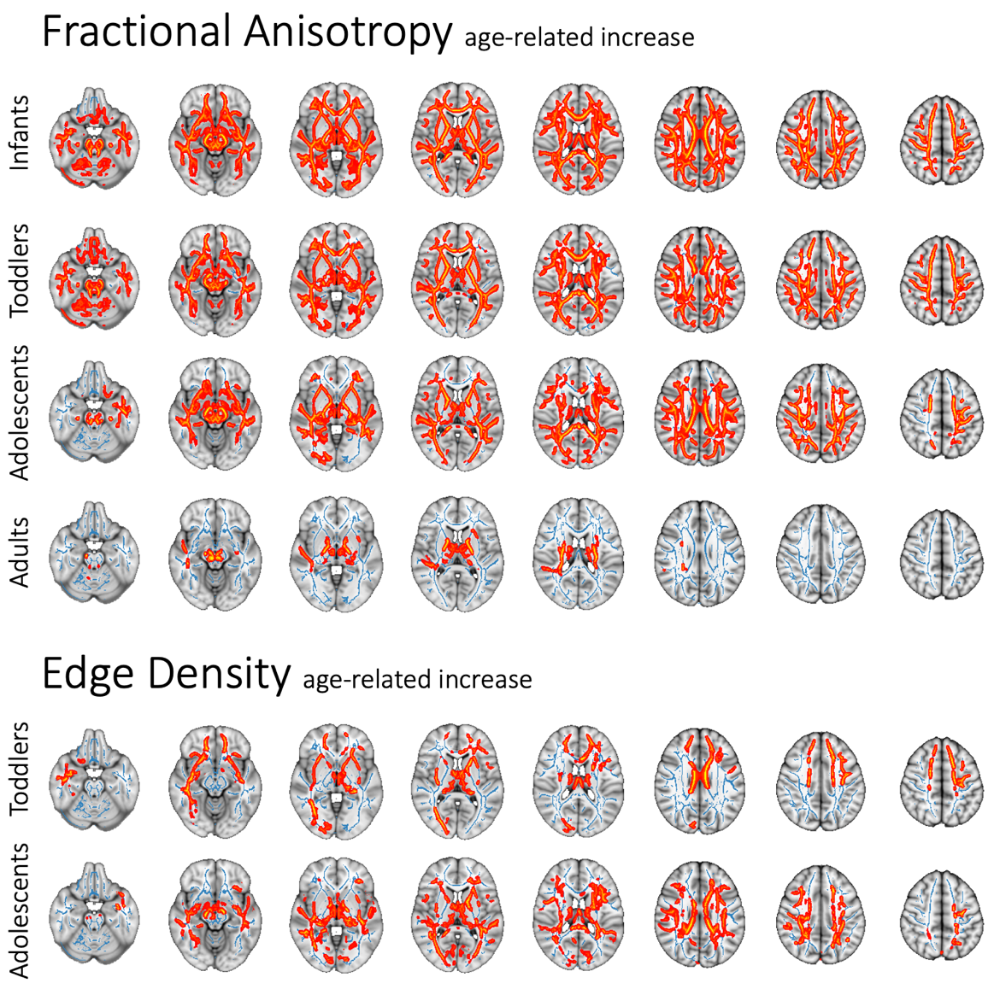 Fractional Anisotropy age-related increase
Infants
Toddlers
Adolescents
Adults
Edge Density age-related increase
Toddlers
Adolescents